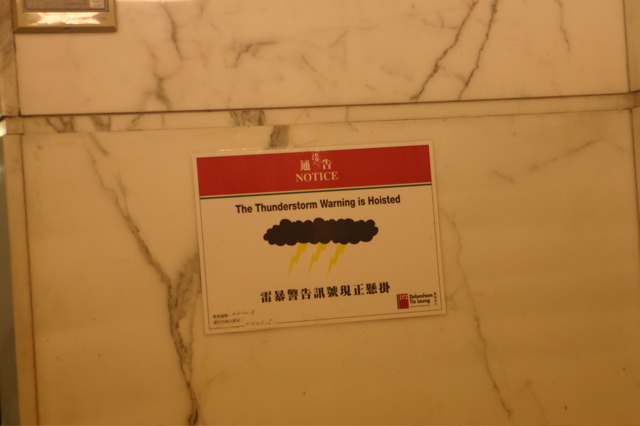 通告
NOTICE
The Thunderstorm Warning is Hoisted
雷暴警告訊號現正懸掛
DTZ
Debenham
Tie Leung